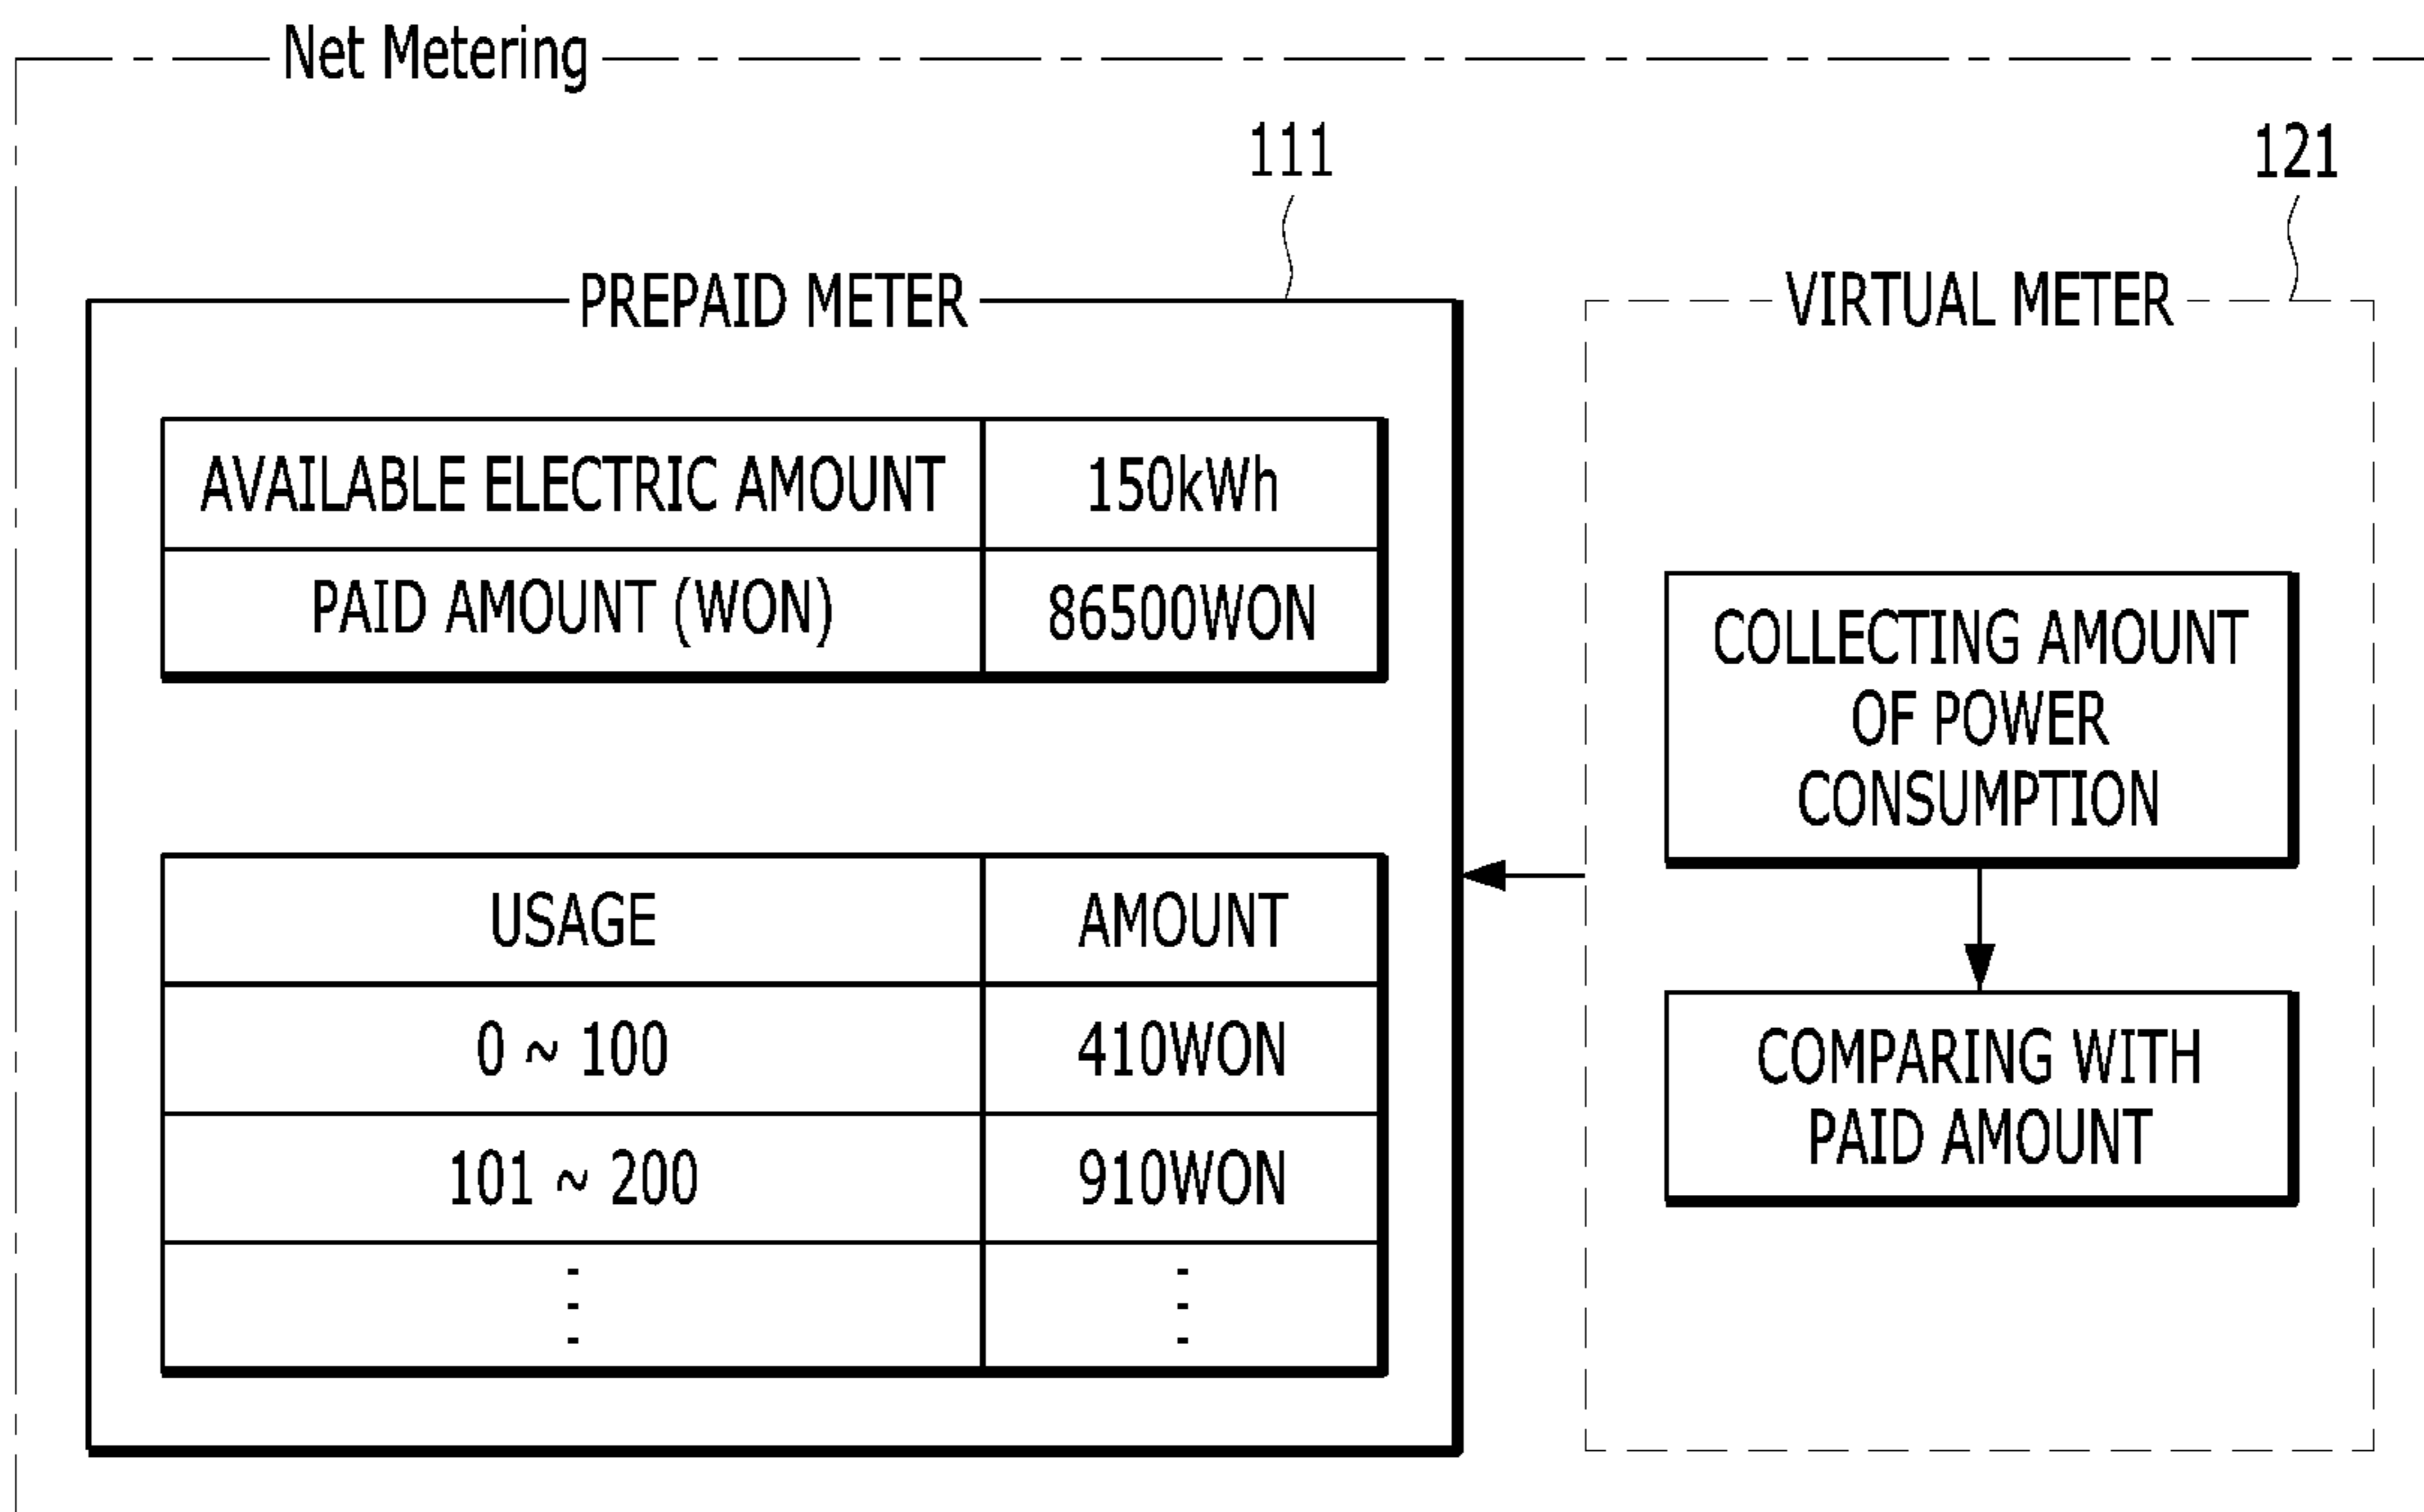 Net Metering
111
121
PREPAID METER
VIRTUAL METER
AVAILABLE ELECTRIC AMOUNT 150kWh
PAID AMOUNT (WON) 86500WON
USAGE AMOUNT
0 ~ 100 410WON
101 ~ 200 910WON
COLLECTING AMOUNT
OF POWER
CONSUMPTION
COMPARING WITH
PAID AMOUNT